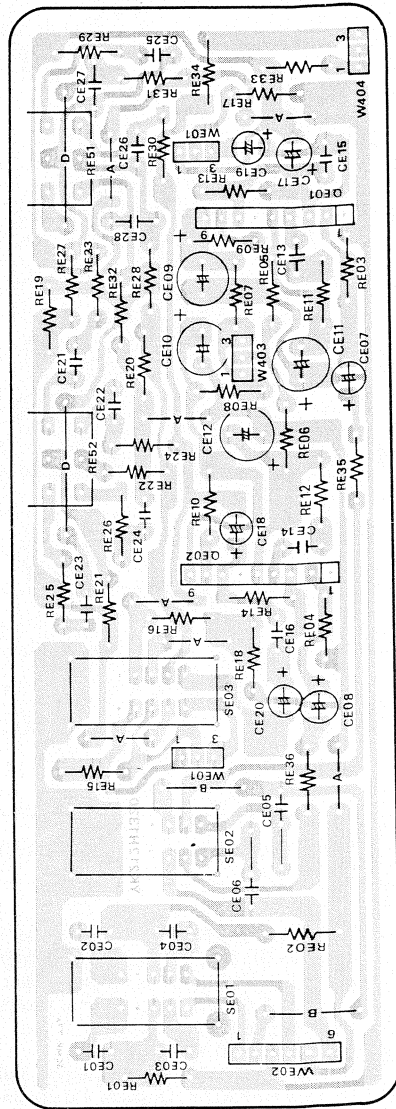 RE29
CE25
CE27
RE31
RE34
RE33
3
1
W404
RE17
A
D
RE51
A
CE26
RE30
WE01
1
3
CE19
+
CE17
+
CE15
RE13
QE01
9
1
CE28
RE27
RE23
RE19
RE32
RE28
CE09
+
RE09
RE07
RE05
CE13
RE11
RE03
CE21
RE20
CE10
+
W403
3
1
CE11
+
CE07
+
CE22
RE08
A
D
RE52
RE24
RE22
CE12
+
RE06
RE35
RE12
RE26
CE24
RE10
CE18
+
CE14
QE02
9
1
RE25
CE23
RE21
A
RE16
A
RE14
CE16
RE04
RE18
SE03
CE20
+
CE08
+
A
RE15
WE01
1
3
B
RE36
A
CE05
SE02
YK212H1330
CE06
CE02
CE04
RE02
SE01
B
CE01
CE03
RE01
WE02
1
6